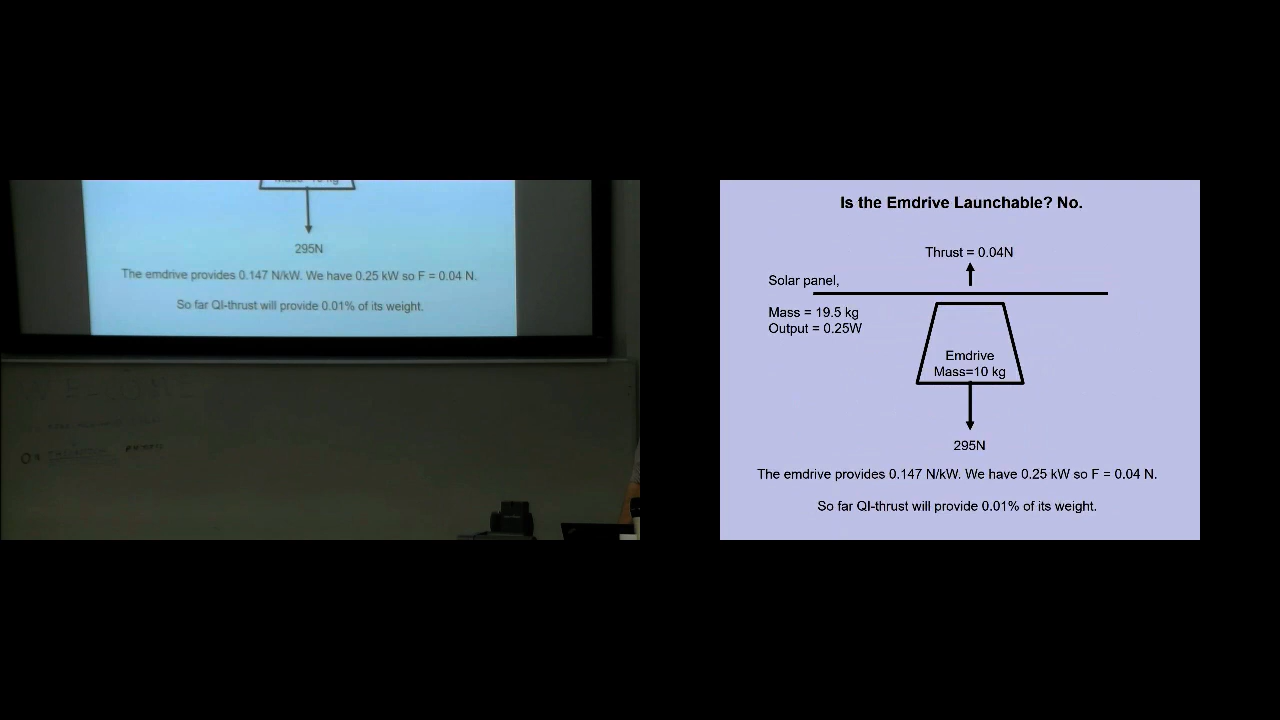 295N
The emdrive provides 0.147 N/kW. We have 0.25 kW so F = 0.04 N.
So far QI-thrust will provide 0.01% of its weight.
Is the Emdrive Launchable? No.
Thrust = 0.04N
Solar panel,
Mass = 19.5 kg
Output = 0.25W
Emdrive
Mass=10 kg
295N
The emdrive provides 0.147 N/kW. We have 0.25 kW so F = 0.04 N.
So far QI-thrust will provide 0.01% of its weight.